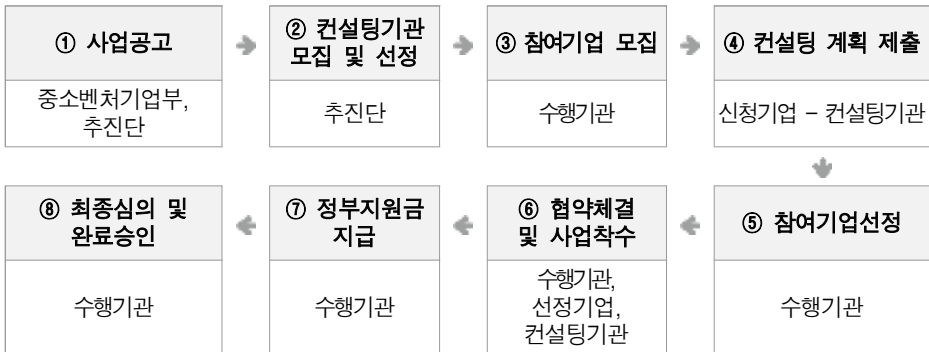 ① 사업공고
② 컨설팅기관
모집 및 선정
③ 참여기업 모집
④ 컨설팅 계획 제출
중소벤처기업부,
추진단
추진단
수행기관
신청기업 – 컨설팅기관
⑧ 최종심의 및
완료승인
⑦ 정부지원금
지급
⑥ 협약체결
및 사업착수
⑤ 참여기업선정
수행기관
수행기관
수행기관,
선정기업,
컨설팅기관
수행기관